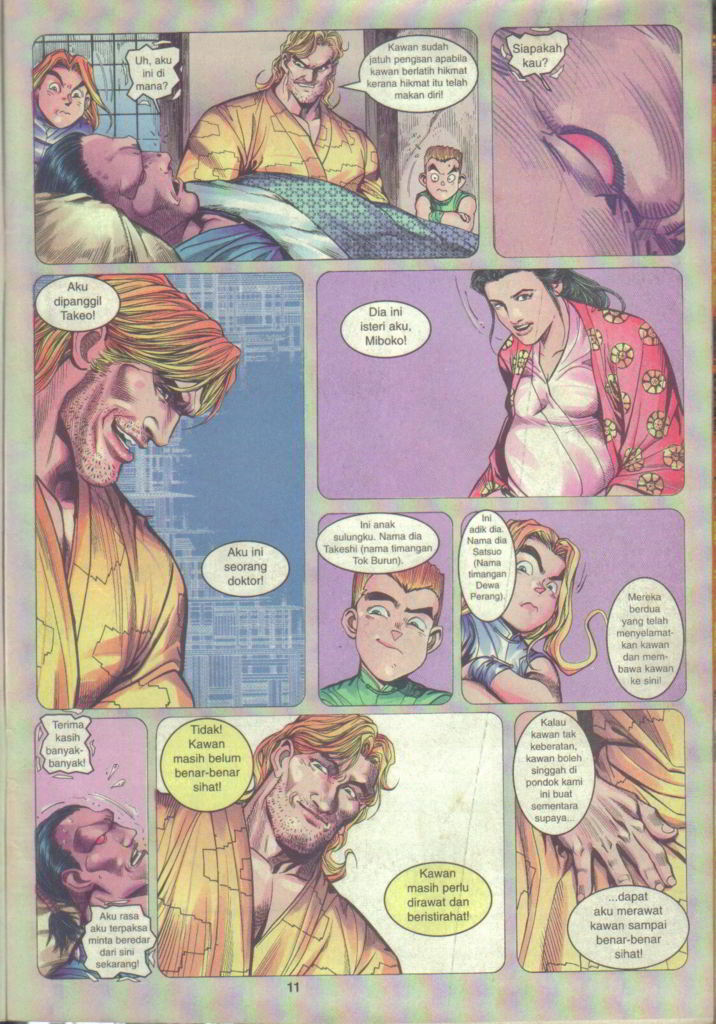 Uh, aku
ini di
mana?
Kawan sudah
jatuh pengsan apabila
kawan berlatih hikmat
kerana hikmat itu telah
makan diri!
Siapakah
kau?
Aku
dipanggil
Takeo!
Aku ini
seorang
doktor!
Dia ini
isteri aku,
Miboko!
Ini anak
sulungku. Nama dia
Takeshi (nama timangan
Tok Burun).
Ini
adik dia.
Nama dia
Satsuo
(Nama
timangan
Dewa
Perang).
Mereka
berdua
yang telah
menyelamat-
kan kawan
dan mem-
bawa kawan
ke sini!
Terima
kasih
banyak-
banyak!
Aku rasa
aku terpaksa
minta beredar
dari sini
sekarang!
Tidak!
Kawan
masih belum
benar-benar
sihat!
Kawan
masih perlu
dirawat dan
beristirahat!
Kalau
kawan tak
keberatan,
kawan boleh
singgah di
pondok kami
ini buat
sementara
supaya...
...dapat
aku merawat
kawan sampai
benar-benar
sihat!
11